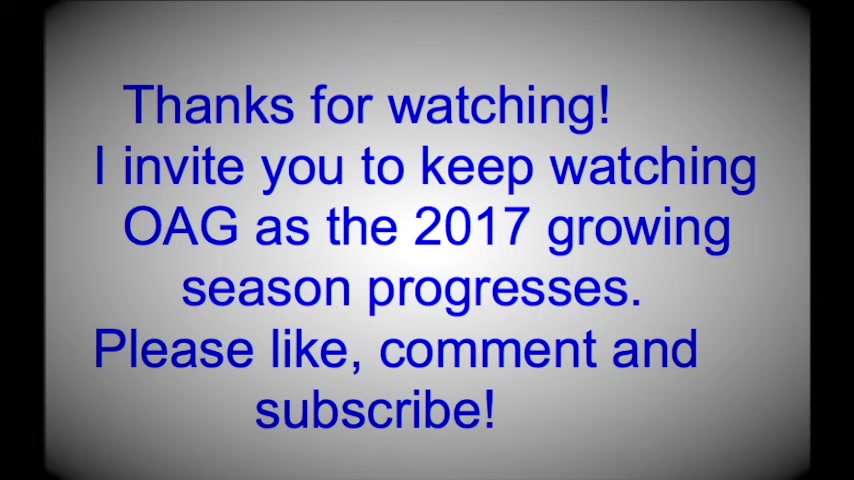 Thanks for watching!
I invite you to keep watching
OAG as the 2017 growing
season progresses.
Please like, comment and
subscribe!